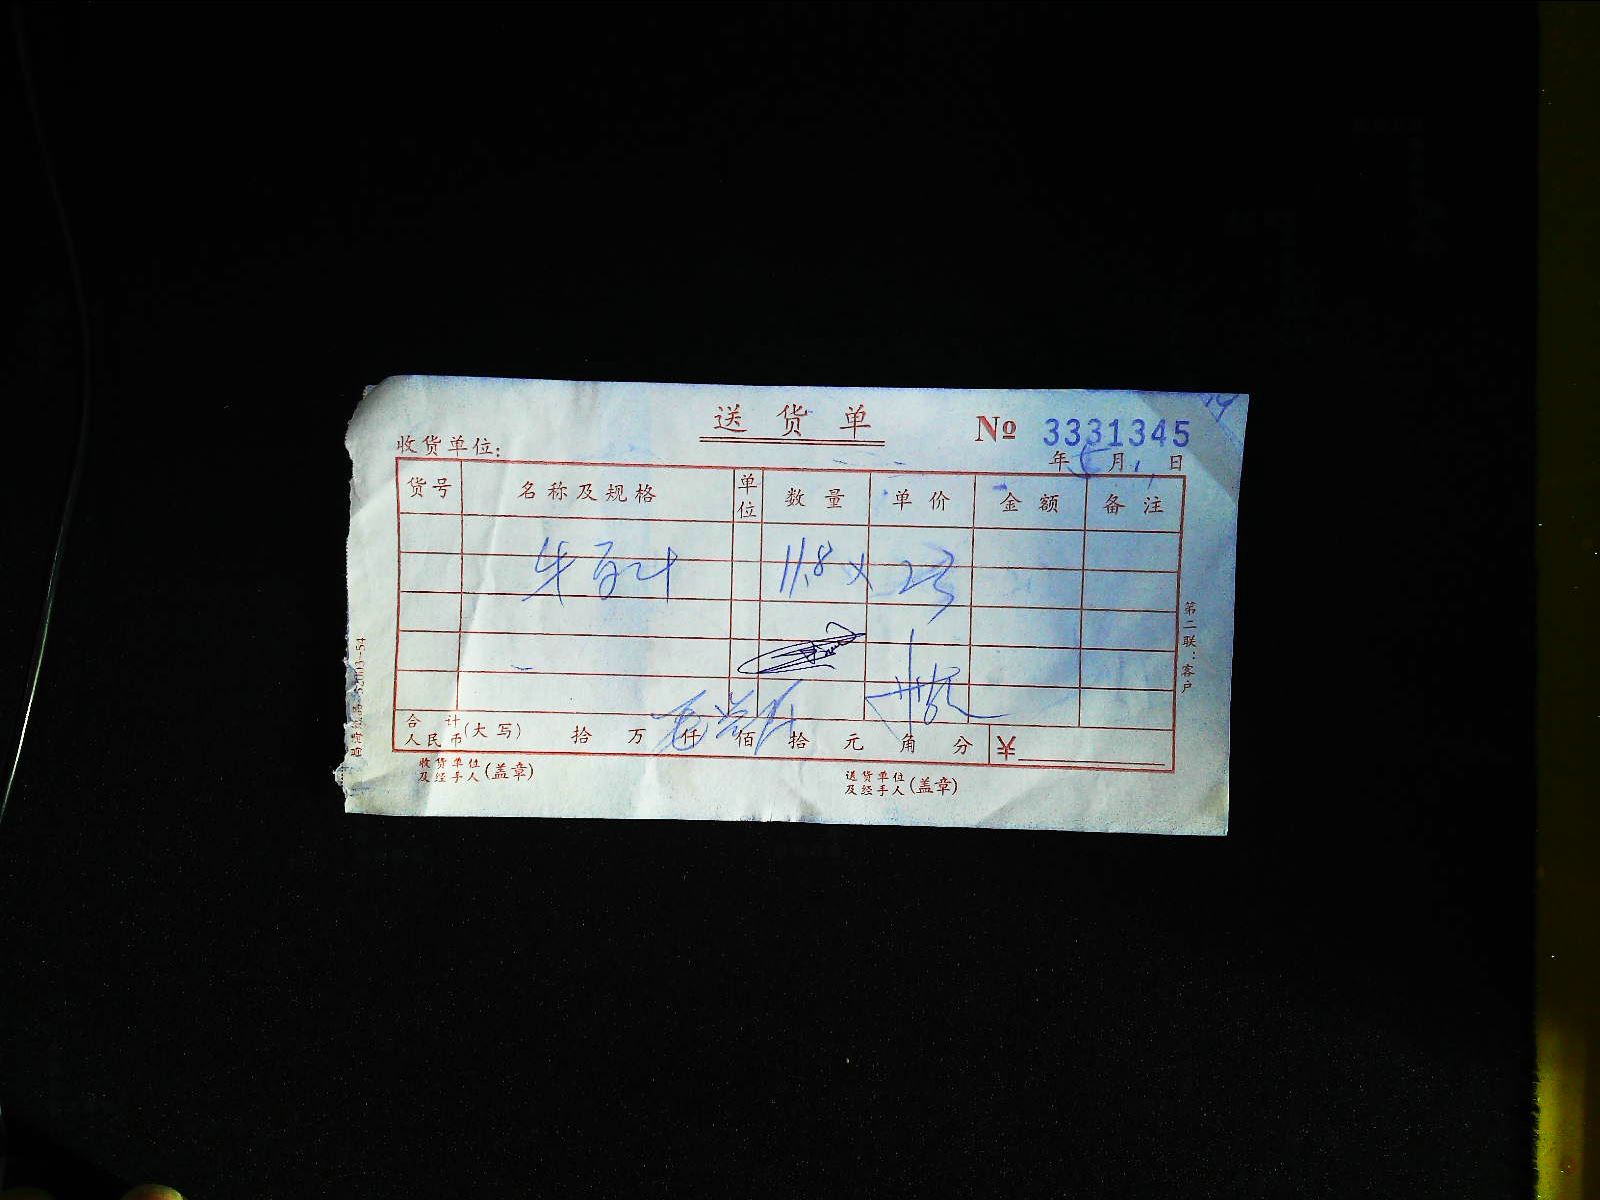 送货单 № 3331345
收货单位: 年 5 月 1 日
货号 名称及规格 单位 数量 单价 金额 备注
牛百叶 11.8 × 23
合计人民币(大写) 拾 万 仟 佰 拾 元 角 分 ¥
收货单位及经手人(盖章) 送货单位及经手人(盖章)
第二联:客户